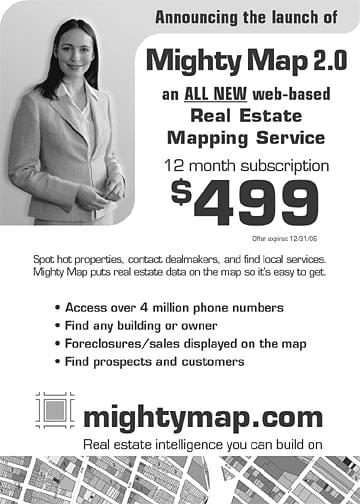 Announcing the launch of
Mighty Map 2.0
an ALL NEW web-based
Real Estate
Mapping Service
12 month subscription
$499
Offer expires 12/31/06
Spot hot properties, contact dealmakers, and find local services.
Mighty Map puts real estate data on the map so it's easy to get.
• Access over 4 million phone numbers
• Find any building or owner
• Foreclosures/sales displayed on the map
• Find prospects and customers
mightymap.com
Real estate intelligence you can build on